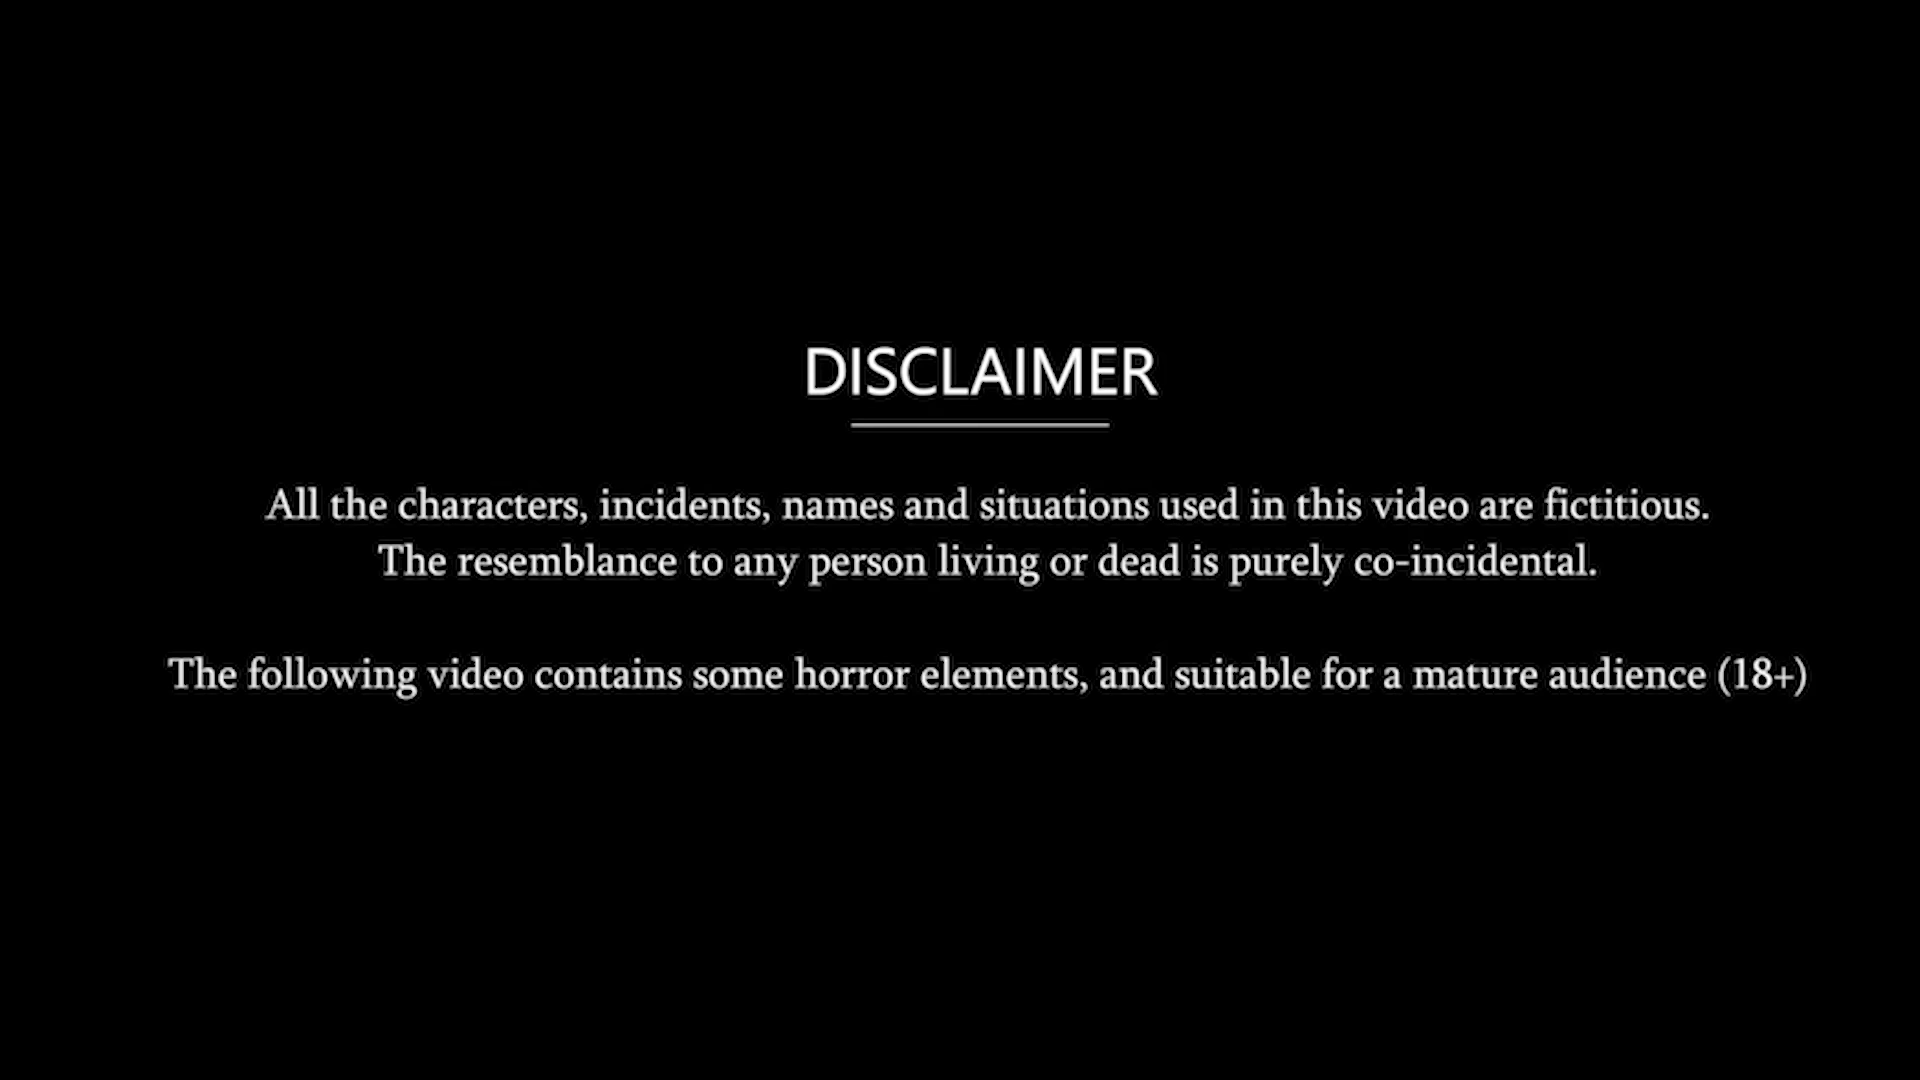 DISCLAIMER
All the characters, incidents, names and situations used in this video are fictitious.
The resemblance to any person living or dead is purely co-incidental.
The following video contains some horror elements, and suitable for a mature audience (18+)